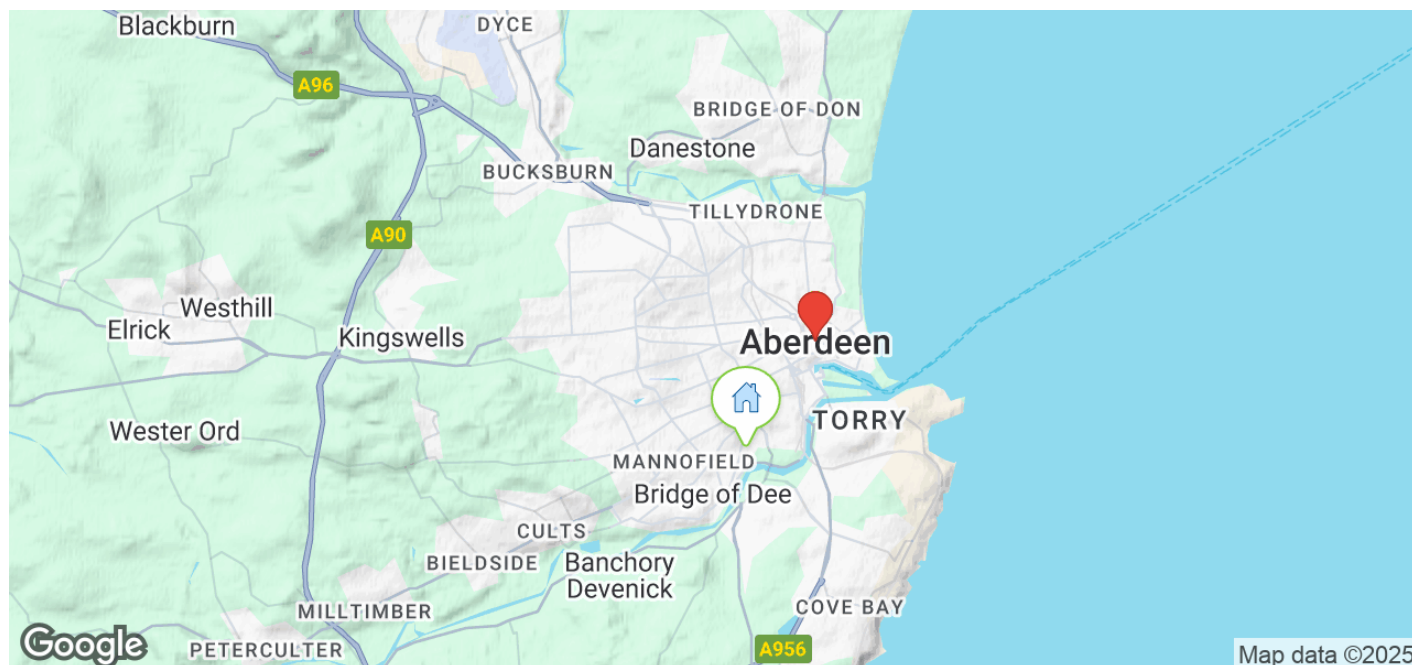 Blackburn
DYCE
A96
BRIDGE OF DON
Danestone
BUCKSBURN
TILLYDRONE
A90
Westhill
Elrick
Kingswells
Aberdeen
TORRY
Wester Ord
MANNOFIELD
Bridge of Dee
CULTS
BIELDSIDE
Banchory
Devenick
MILLTIMBER
COVE BAY
PETERCULTER
A956
Google
Map data ©2025